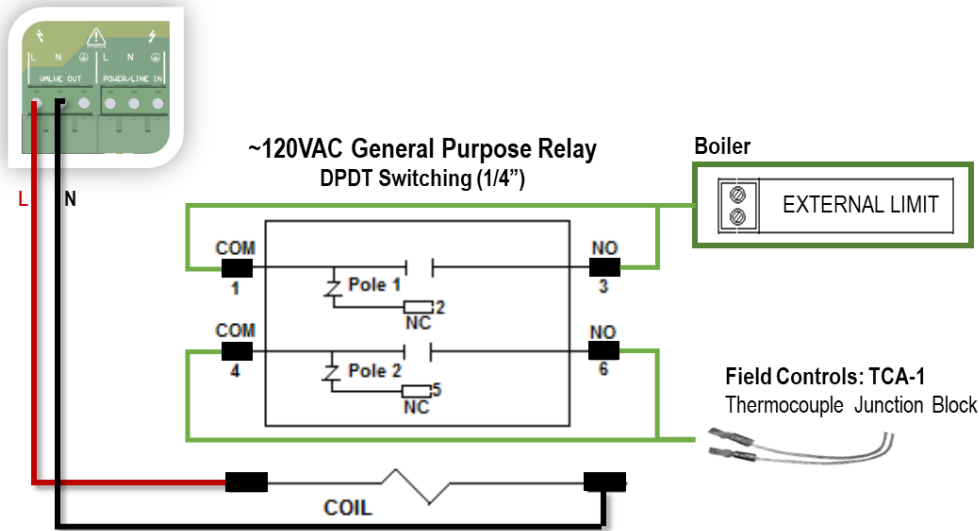 L N L N
VALVE OUT POWER/LINE IN
L N
~120VAC General Purpose Relay
DPDT Switching (1/4”)
Boiler
EXTERNAL LIMIT
COM NO
1 Pole 1 3
2
NC
COM NO
4 Pole 2 6
5
NC
Field Controls: TCA-1
Thermocouple Junction Block
COIL